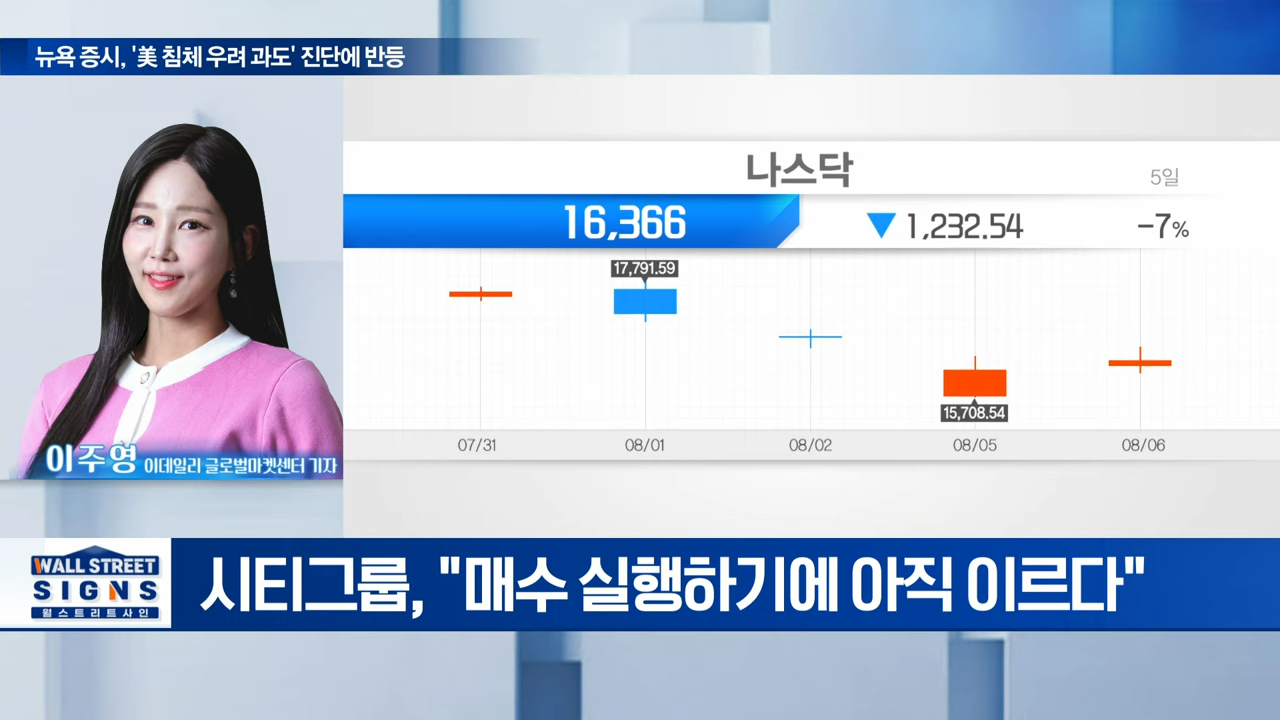 뉴욕 증시, '美 침체 우려 과도' 진단에 반등
나스닥
5일
16,366
▼ 1,232.54
-7%
17,791.59
15,708.54
07/31
08/01
08/02
08/05
08/06
이주영 이데일리 글로벌마켓센터 기자
WALL STREET
SIGNS
월스트리트사인
시티그룹, "매수 실행하기에 아직 이르다"